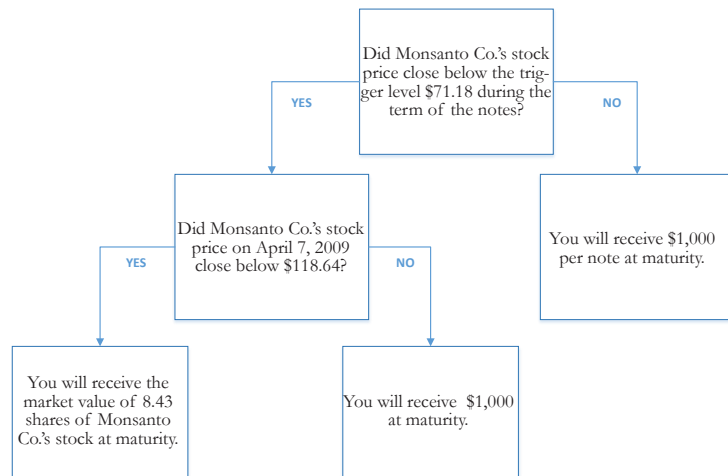 Did Monsanto Co.'s stock
price close below the trig-
ger level $71.18 during the
term of the notes?
YES
NO
Did Monsanto Co.'s stock
price on April 7, 2009
close below $118.64?
You will receive $1,000
per note at maturity.
YES
NO
You will receive the
market value of 8.43
shares of Monsanto
Co.'s stock at maturity.
You will receive $1,000
at maturity.